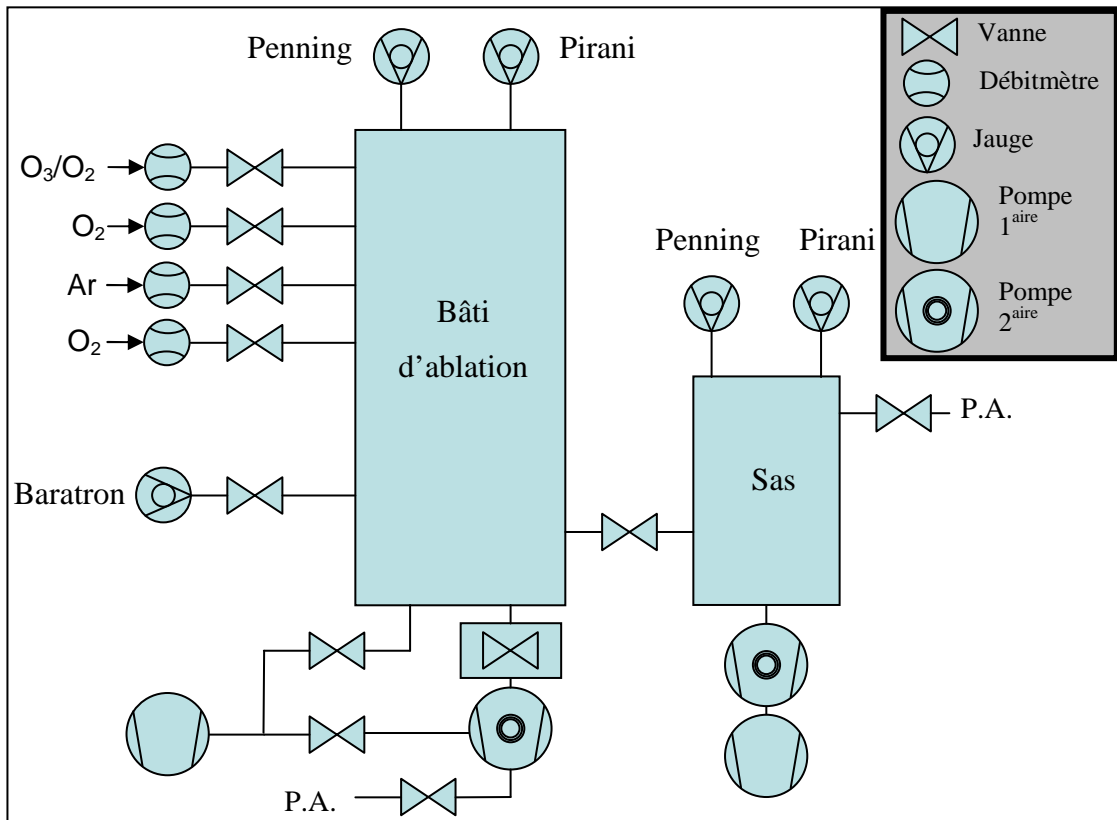 Penning
Pirani
O₃/O₂
O₂
Ar
O₂
Baratron
Bâti
d’ablation
Penning
Pirani
P.A.
Sas
P.A.
Vanne
Débitmètre
Jauge
Pompe
1aire
Pompe
2aire